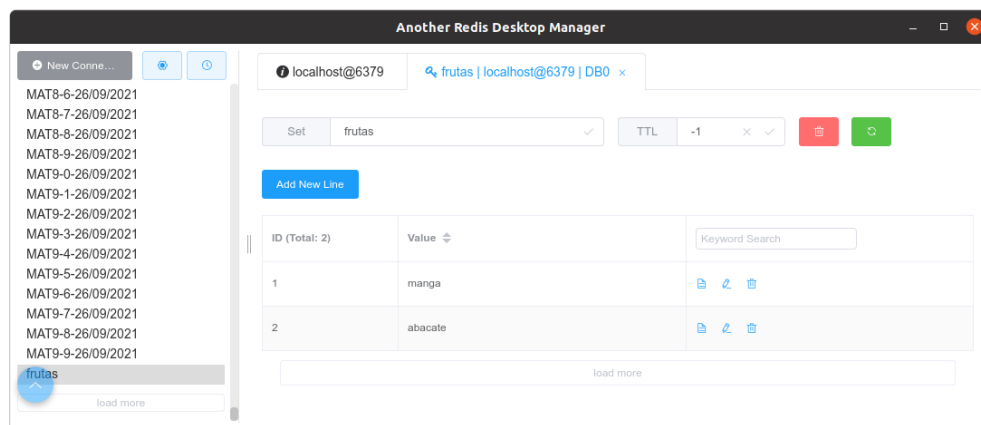 Another Redis Desktop Manager
New Conne...
MAT8-6-26/09/2021
MAT8-7-26/09/2021
MAT8-8-26/09/2021
MAT8-9-26/09/2021
MAT9-0-26/09/2021
MAT9-1-26/09/2021
MAT9-2-26/09/2021
MAT9-3-26/09/2021
MAT9-4-26/09/2021
MAT9-5-26/09/2021
MAT9-6-26/09/2021
MAT9-7-26/09/2021
MAT9-8-26/09/2021
MAT9-9-26/09/2021
frutas
load more
localhost@6379
frutas | localhost@6379 | DB0 ×
Set frutas
TTL -1
Add New Line
ID (Total: 2) Value Keyword Search
1 manga
2 abacate
load more